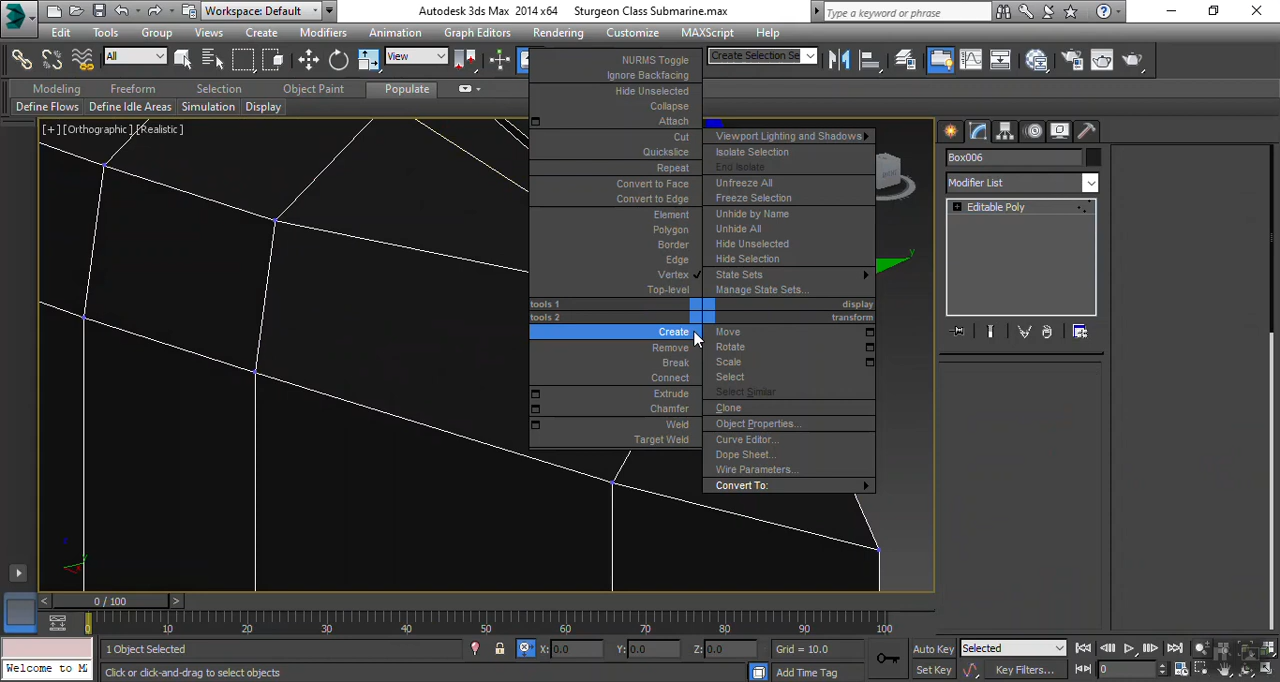 Workspace: Default
Autodesk 3ds Max 2014 x64 Sturgeon Class Submarine.max
Type a keyword or phrase
Edit Tools Group Views Create Modifiers Animation Graph Editors Rendering Customize MAXScript Help
All
View
Create Selection Se
Modeling Freeform Selection Object Paint Populate
Define Flows Define Idle Areas Simulation Display
[+] [Orthographic ] [Realistic ]
NURMS Toggle
Ignore Backfacing
Hide Unselected
Collapse
Attach
Cut
Quickslice
Repeat
Convert to Face
Convert to Edge
Element
Polygon
Border
Edge
Vertex
Top-level
tools 1
tools 2
Create
Remove
Break
Connect
Extrude
Chamfer
Weld
Target Weld
Viewport Lighting and Shadows
Isolate Selection
End Isolate
Unfreeze All
Freeze Selection
Unhide by Name
Unhide All
Hide Unselected
Hide Selection
State Sets
Manage State Sets...
display
transform
Move
Rotate
Scale
Select
Select Similar
Clone
Object Properties...
Curve Editor...
Dope Sheet...
Wire Parameters...
Convert To:
y
Box006
Modifier List
Editable Poly
< 0 / 100 >
0 10 20 30 40 50 60 70 80 90 100
1 Object Selected
X: 0.0 Y: 0.0 Z: 0.0 Grid = 10.0
Auto Key Selected
Welcome to M
Click or click-and-drag to select objects
Add Time Tag
Set Key Key Filters... 0